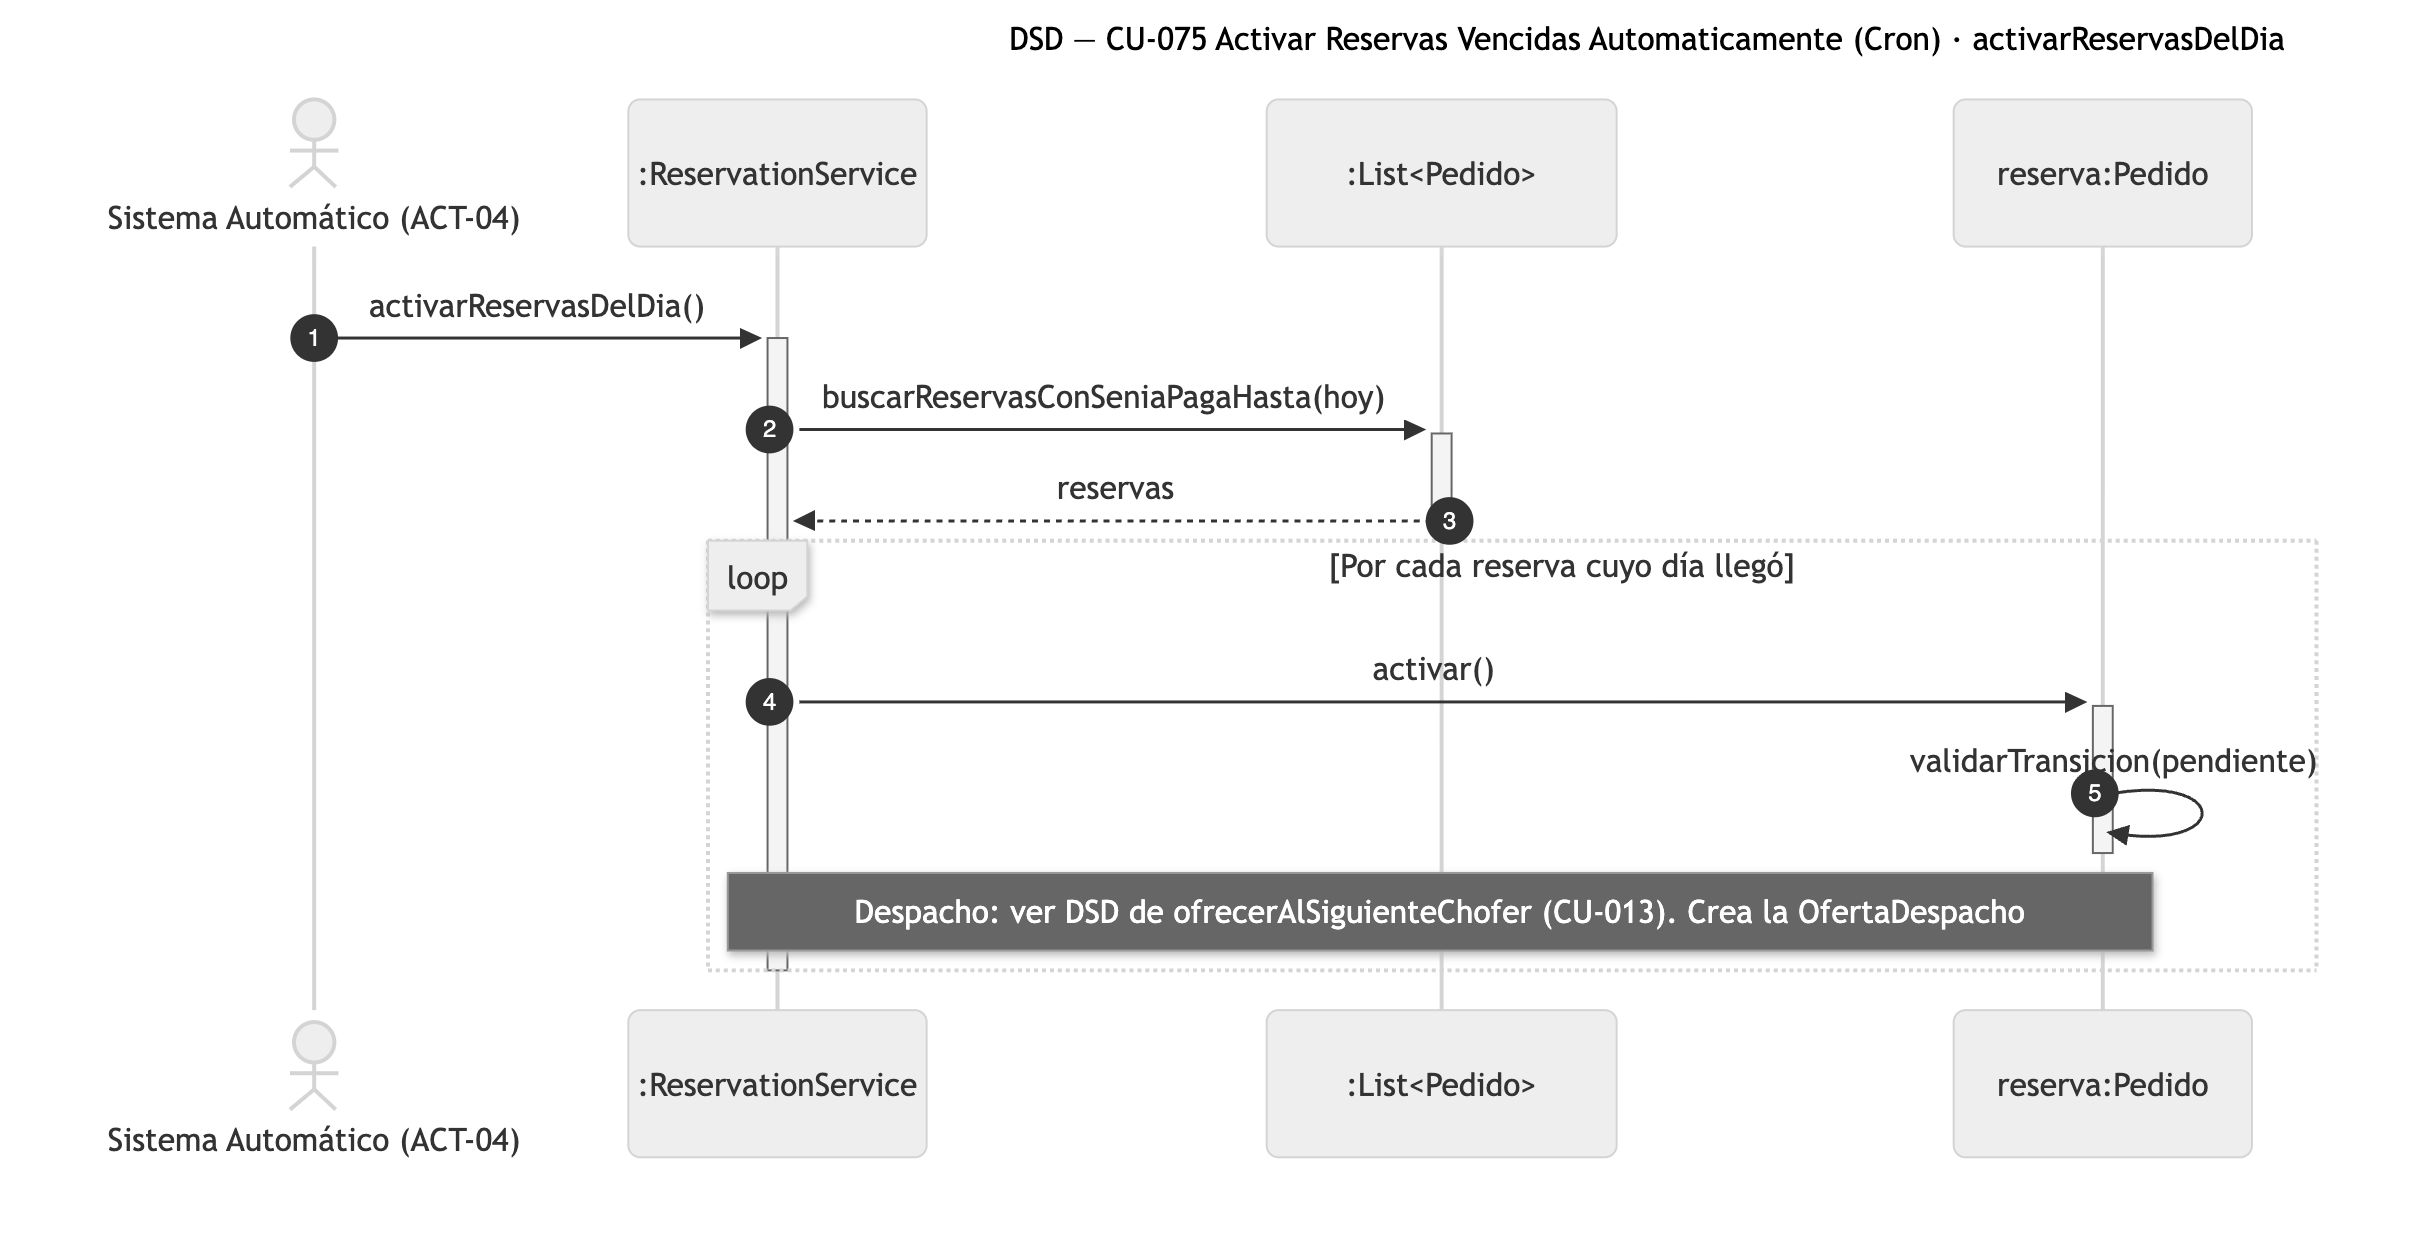 DSD — CU-075 Activar Reservas Vencidas Automaticamente (Cron) · activarReservasDelDia
Sistema Automático (ACT-04)
:ReservationService
:List<Pedido>
reserva:Pedido
activarReservasDelDia()
1
buscarReservasConSeniaPagaHasta(hoy)
2
reservas
3
loop
[Por cada reserva cuyo día llegó]
activar()
4
validarTransicion(pendiente)
5
Despacho: ver DSD de ofrecerAlSiguienteChofer (CU-013). Crea la OfertaDespacho
Sistema Automático (ACT-04)
:ReservationService
:List<Pedido>
reserva:Pedido